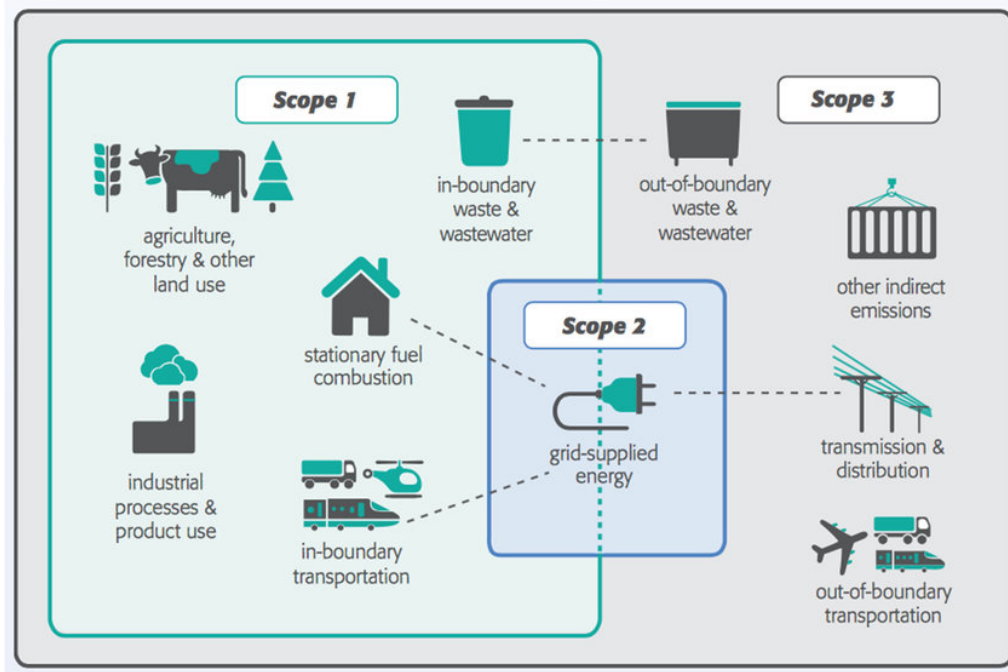 Scope 1
Scope 3
in-boundary
waste &
wastewater
out-of-boundary
waste &
wastewater
agriculture,
forestry & other
land use
other indirect
emissions
Scope 2
stationary fuel
combustion
grid-supplied
energy
transmission &
distribution
industrial
processes &
product use
in-boundary
transportation
out-of-boundary
transportation